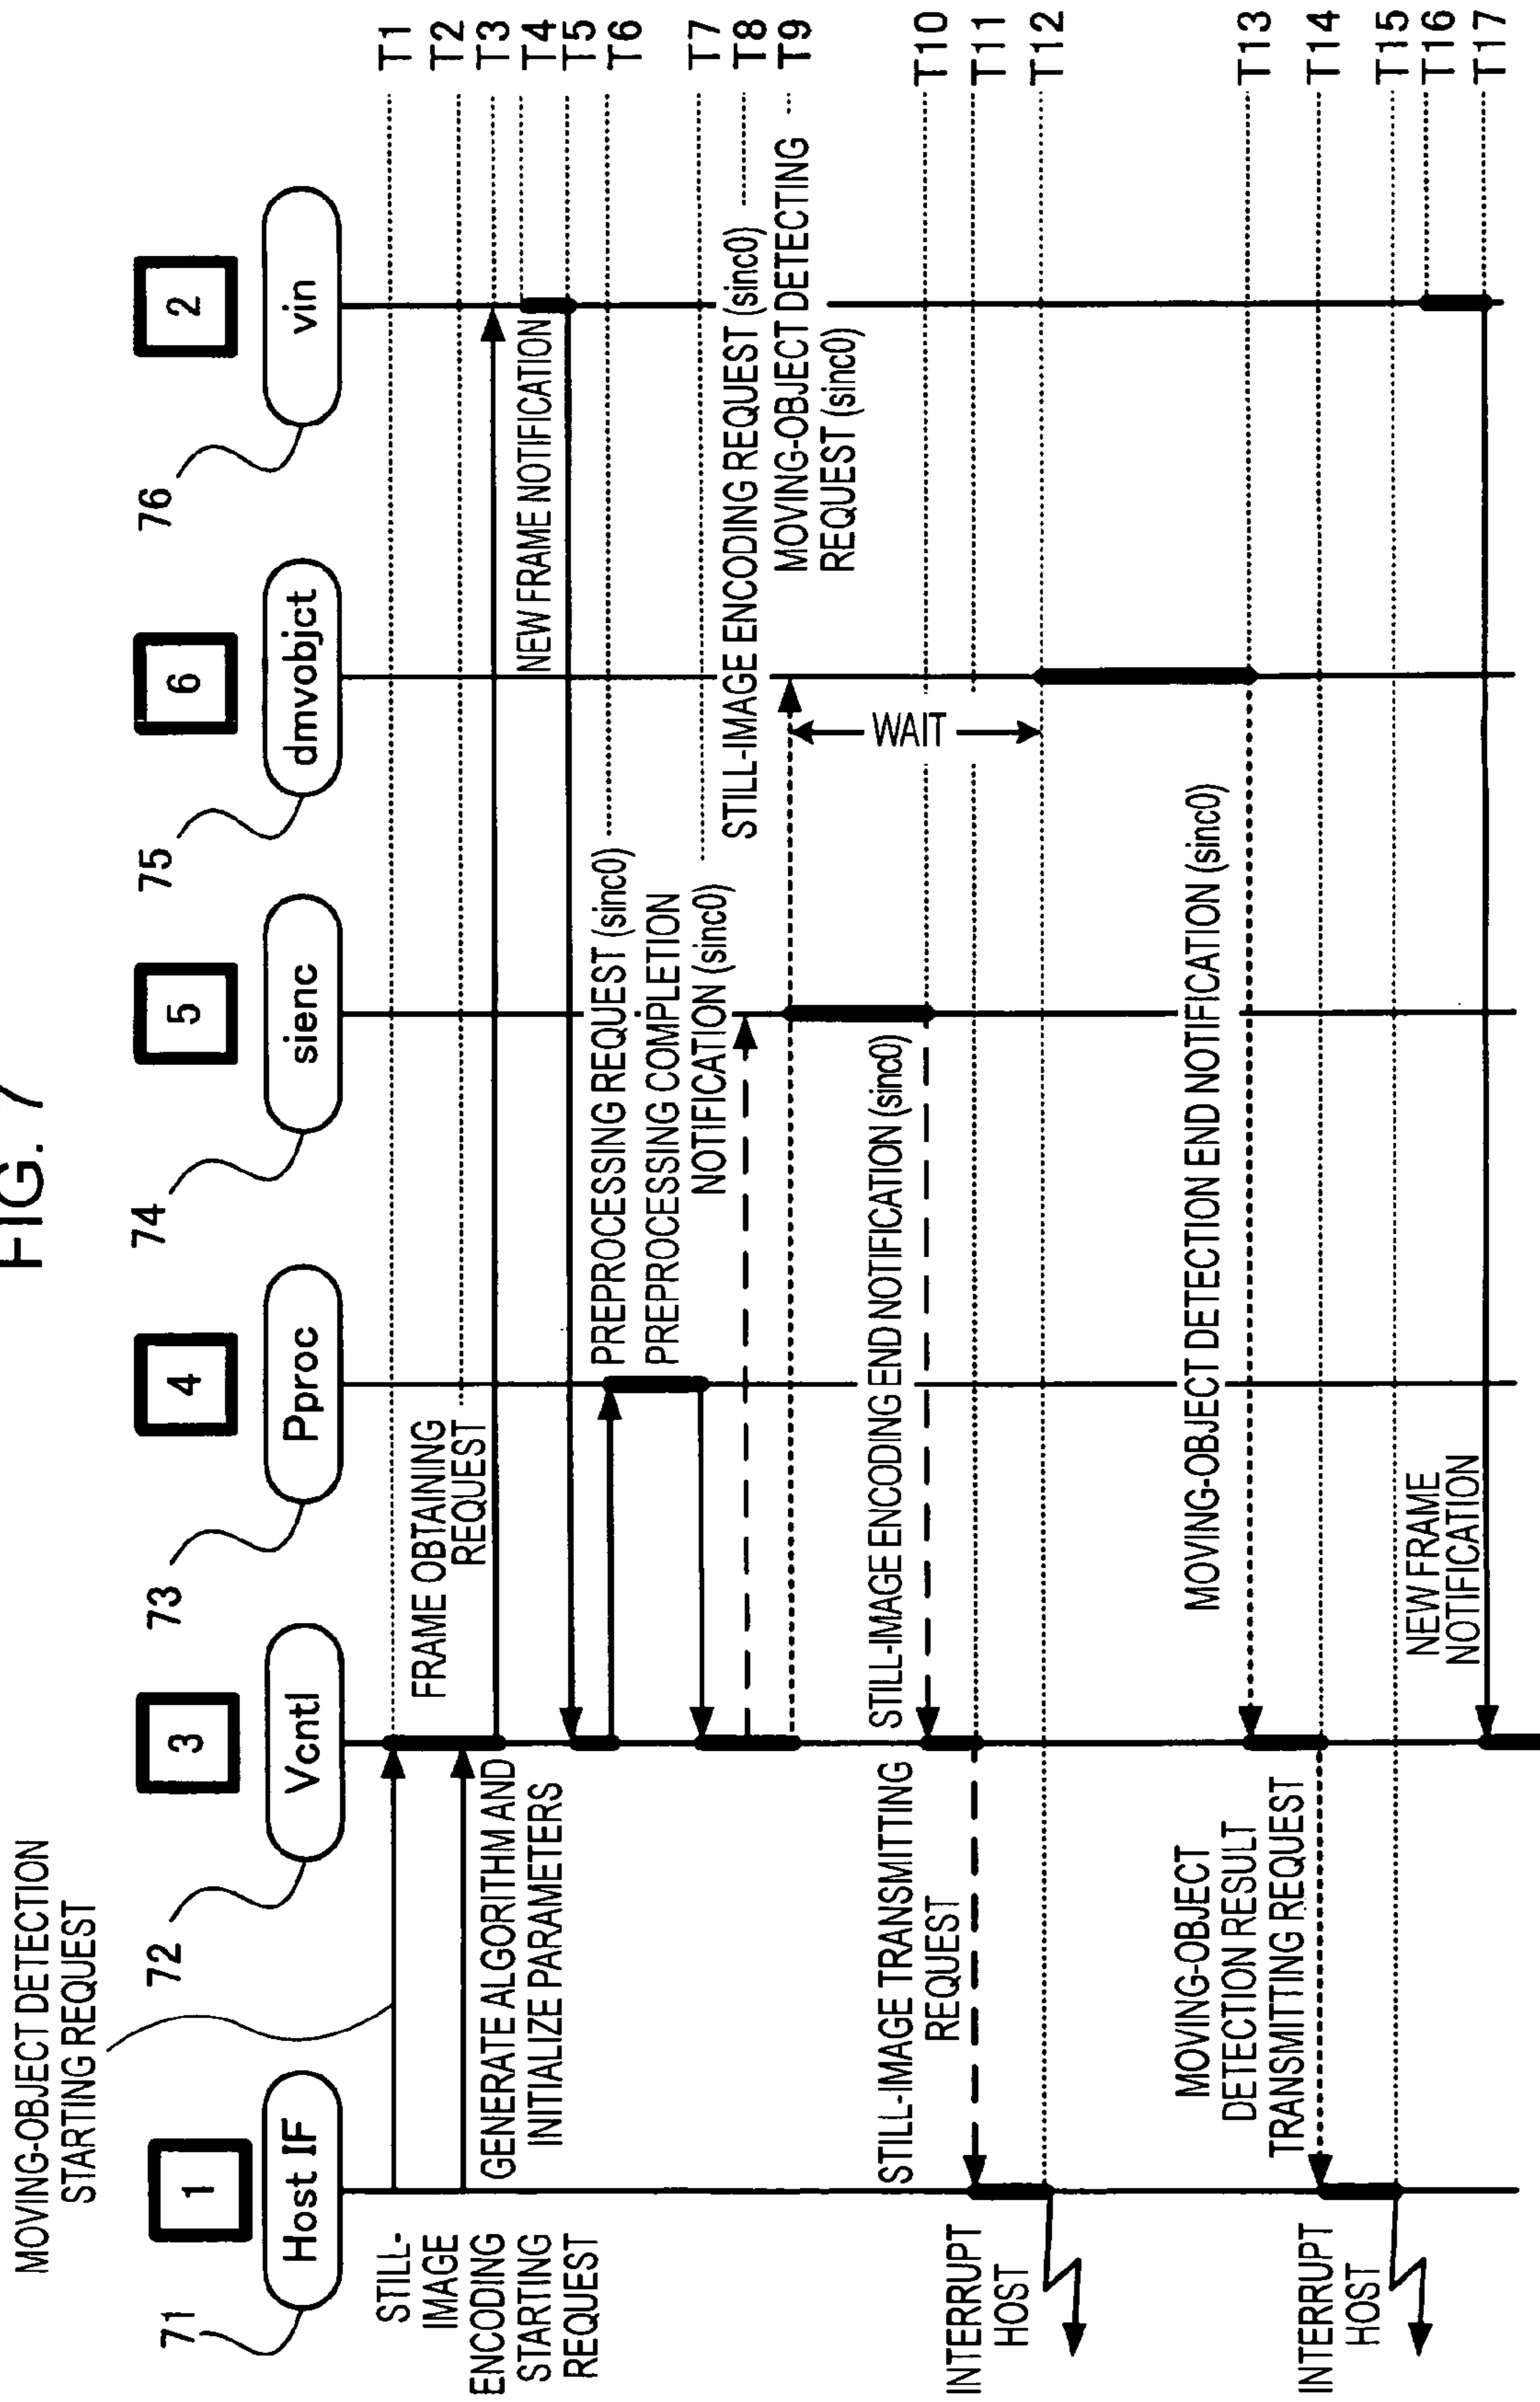 FIG. 7
MOVING-OBJECT DETECTION
STARTING REQUEST
71
72
73
74
75
76
1
3
4
5
6
2
Host IF
Vcntl
Pproc
sienc
dmvobjct
vin
STILL-
IMAGE
ENCODING
STARTING
REQUEST
GENERATE ALGORITHM AND
INITIALIZE PARAMETERS
FRAME OBTAINING
REQUEST
NEW FRAME NOTIFICATION
PREPROCESSING REQUEST (sinc0)
PREPROCESSING COMPLETION
NOTIFICATION (sinc0)
STILL-IMAGE ENCODING REQUEST (sinc0)
MOVING-OBJECT DETECTING
REQUEST (sinc0)
WAIT
STILL-IMAGE ENCODING END NOTIFICATION (sinc0)
STILL-IMAGE TRANSMITTING
REQUEST
INTERRUPT
HOST
MOVING-OBJECT DETECTION END NOTIFICATION (sinc0)
MOVING-OBJECT
DETECTION RESULT
TRANSMITTING REQUEST
INTERRUPT
HOST
NEW FRAME
NOTIFICATION
T1
T2
T3
T4
T5
T6
T7
T8
T9
T10
T11
T12
T13
T14
T15
T16
T17